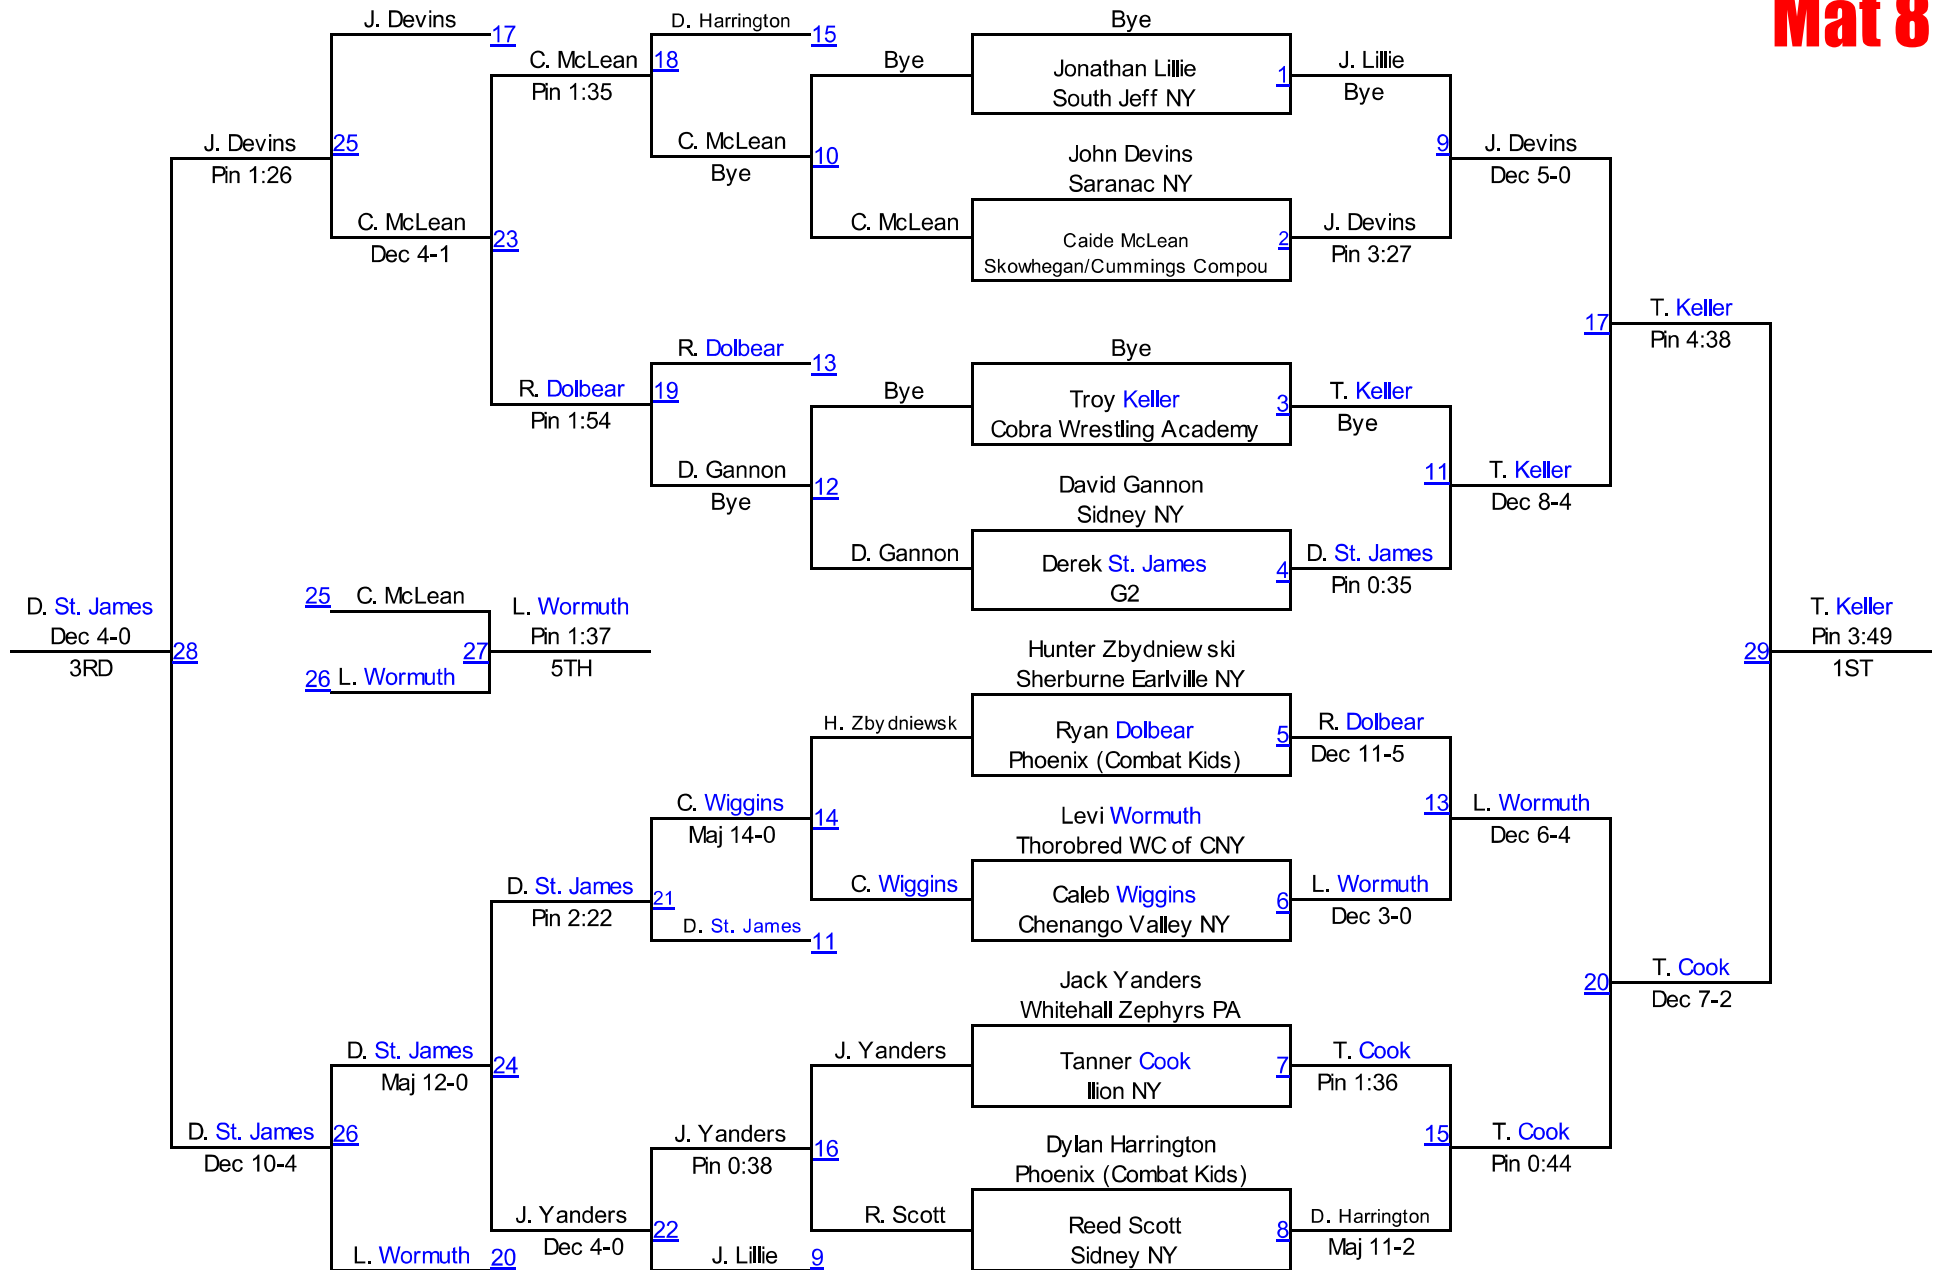 Mat 8
J. Devins
17
D. Harrington
15
Bye
C. McLean
18
Pin 1:35
Bye
Jonathan Lillie
South Jeff NY
1
J. Lillie
Bye
J. Devins
25
Pin 1:26
C. McLean
10
Bye
John Devins
Saranac NY
9
J. Devins
Dec 5-0
C. McLean
23
Dec 4-1
C. McLean
Caide McLean
Skowhegan/Cummings Compou
2
J. Devins
Pin 3:27
17
T. Keller
Pin 4:38
R. Dolbear
13
Bye
R. Dolbear
19
Pin 1:54
Bye
Troy Keller
Cobra Wrestling Academy
3
T. Keller
Bye
D. Gannon
12
Bye
David Gannon
Sidney NY
11
T. Keller
Dec 8-4
D. Gannon
Derek St. James
G2
4
D. St. James
Pin 0:35
D. St. James
Dec 4-0
3RD
28
25
C. McLean
26
L. Wormuth
27
L. Wormuth
Pin 1:37
5TH
29
T. Keller
Pin 3:49
1ST
Hunter Zbydniewski
Sherburne Earlville NY
H. Zbydniewsk
Ryan Dolbear
Phoenix (Combat Kids)
5
R. Dolbear
Dec 11-5
C. Wiggins
14
Maj 14-0
Levi Wormuth
Thorobred WC of CNY
13
L. Wormuth
Dec 6-4
D. St. James
21
Pin 2:22
C. Wiggins
Caleb Wiggins
Chenango Valley NY
6
L. Wormuth
Dec 3-0
D. St. James
11
Jack Yanders
Whitehall Zephyrs PA
20
T. Cook
Dec 7-2
D. St. James
24
Maj 12-0
J. Yanders
Tanner Cook
Ilion NY
7
T. Cook
Pin 1:36
D. St. James
26
Dec 10-4
J. Yanders
16
Pin 0:38
Dylan Harrington
Phoenix (Combat Kids)
15
T. Cook
Pin 0:44
J. Yanders
22
Dec 4-0
R. Scott
Reed Scott
Sidney NY
8
D. Harrington
Maj 11-2
L. Wormuth
20
J. Lillie
9